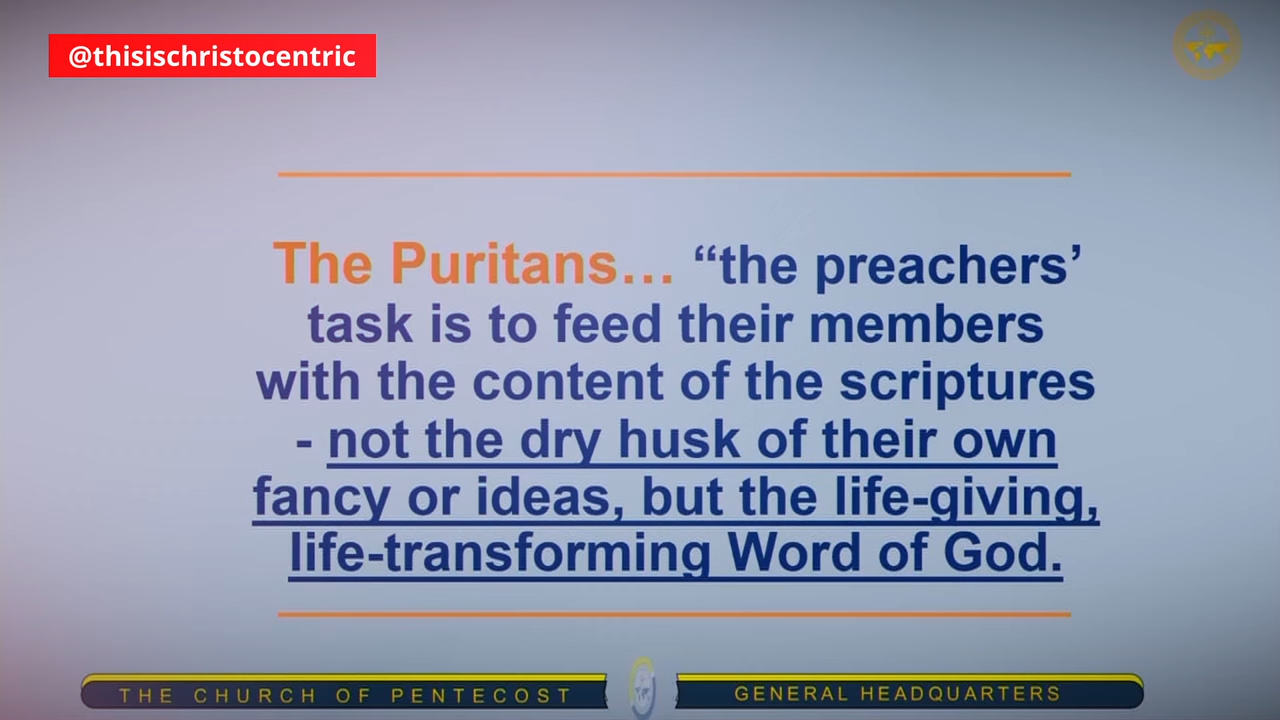 @thisischristocentric
The Puritans... “the preachers’
task is to feed their members
with the content of the scriptures
- not the dry husk of their own
fancy or ideas, but the life-giving,
life-transforming Word of God.
THE CHURCH OF PENTECOST
GENERAL HEADQUARTERS